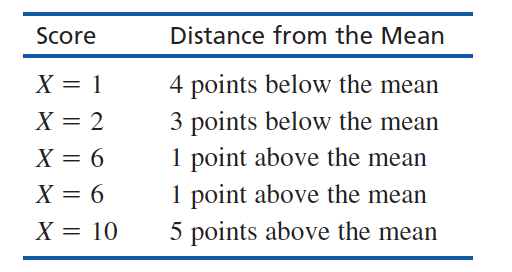 Score Distance from the Mean
X = 1 4 points below the mean
X = 2 3 points below the mean
X = 6 1 point above the mean
X = 6 1 point above the mean
X = 10 5 points above the mean